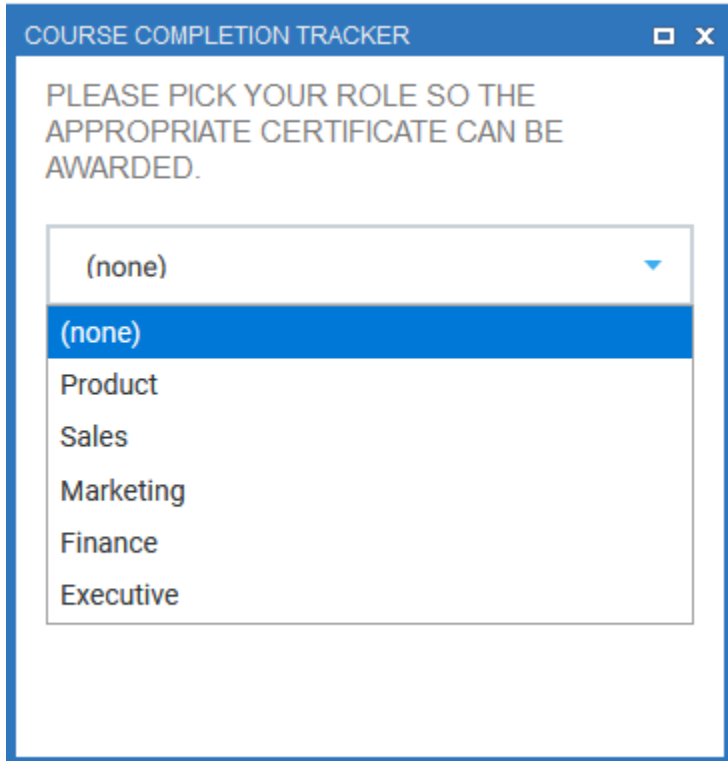 COURSE COMPLETION TRACKER
PLEASE PICK YOUR ROLE SO THE
APPROPRIATE CERTIFICATE CAN BE
AWARDED.
(none)
(none)
Product
Sales
Marketing
Finance
Executive